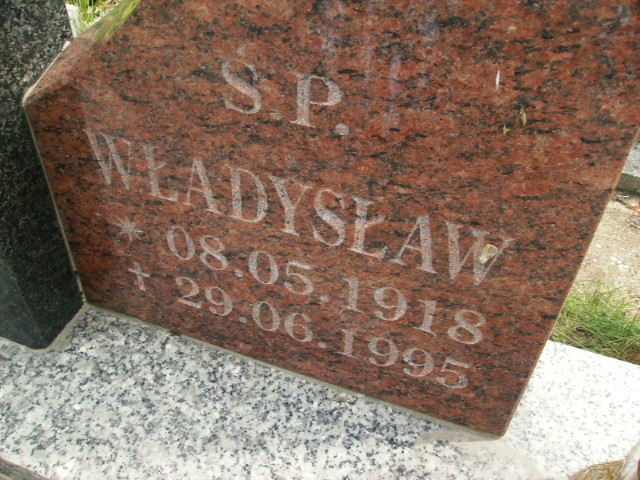 Ś.P.
WŁADYSŁAW
* 08.05.1918
† 29.06.1995